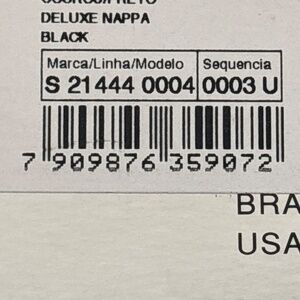 DELUXE NAPPA
BLACK
Marca/Linha/Modelo Sequencia
S 21444 0004 0003 U
7 909876 359072
BRA
USA